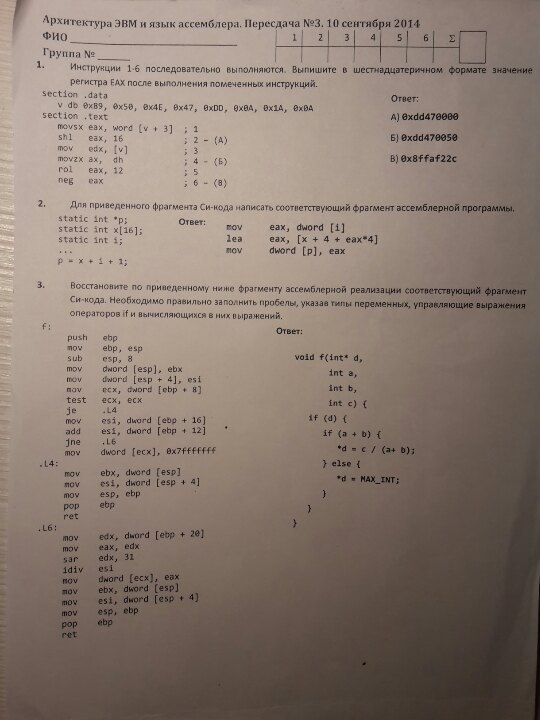 Архитектура ЭВМ и язык ассемблера. Пересдача №3. 10 сентября 2014
ФИО
1 2 3 4 5 6 Σ
Группа №
1. Инструкции 1-6 последовательно выполняются. Выпишите в шестнадцатеричном формате значение
регистра EAX после выполнения помеченных инструкций.
section .data
v db 0xB9, 0x50, 0x4E, 0x47, 0xDD, 0x0A, 0x1A, 0x0A
section .text
movsx eax, word [v + 3] ; 1
shl eax, 16 ; 2 – (А)
mov edx, [v] ; 3
movzx ax, dh ; 4 – (Б)
rol eax, 12 ; 5
neg eax ; 6 – (В)
Ответ:
А) 0xdd470000
Б) 0xdd470050
В) 0x8ffaf22c
2. Для приведенного фрагмента Си-кода написать соответствующий фрагмент ассемблерной программы.
static int *p;
static int x[16];
static int i;
...
p = x + i + 1;
Ответ:
mov eax, dword [i]
lea eax, [x + 4 + eax*4]
mov dword [p], eax
3. Восстановите по приведенному ниже фрагменту ассемблерной реализации соответствующий фрагмент
Си-кода. Необходимо правильно заполнить пробелы, указав типы переменных, управляющие выражения
операторов if и вычисляющихся в них выражений.
f:
push ebp
mov ebp, esp
sub esp, 8
mov dword [esp], ebx
mov dword [esp + 4], esi
mov ecx, dword [ebp + 8]
test ecx, ecx
je .L4
mov esi, dword [ebp + 16]
add esi, dword [ebp + 12]
jne .L6
mov dword [ecx], 0x7fffffff
.L4:
mov ebx, dword [esp]
mov esi, dword [esp + 4]
mov esp, ebp
pop ebp
ret
.L6:
mov edx, dword [ebp + 20]
mov eax, edx
sar edx, 31
idiv esi
mov dword [ecx], eax
mov ebx, dword [esp]
mov esi, dword [esp + 4]
mov esp, ebp
pop ebp
ret
Ответ:
void f(int* d,
int a,
int b,
int c) {
if (d) {
if (a + b) {
*d = c / (a+ b);
} else {
*d = MAX_INT;
}
}
}